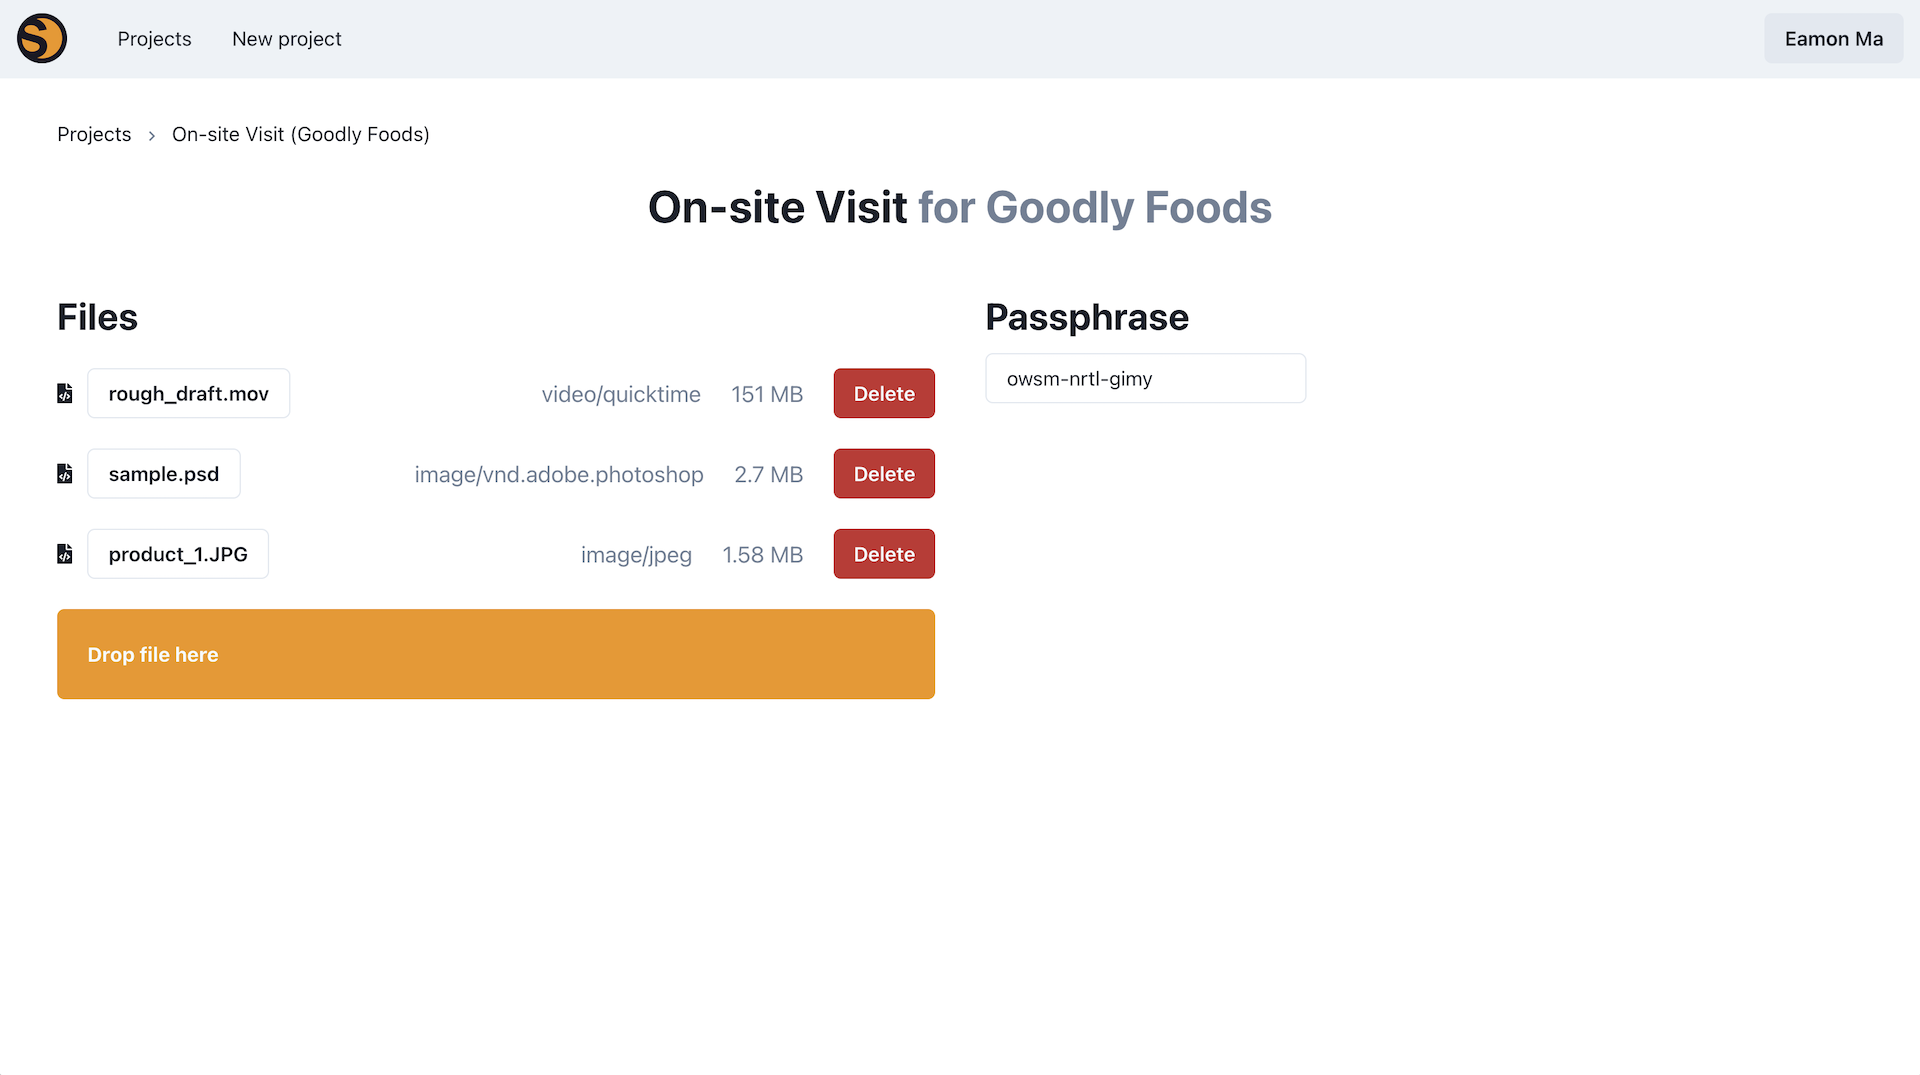 S
Projects New project Eamon Ma
Projects › On-site Visit (Goodly Foods)
On-site Visit for Goodly Foods
Files
rough_draft.mov video/quicktime 151 MB Delete
sample.psd image/vnd.adobe.photoshop 2.7 MB Delete
product_1.JPG image/jpeg 1.58 MB Delete
Drop file here
Passphrase
owsm-nrtl-gimy